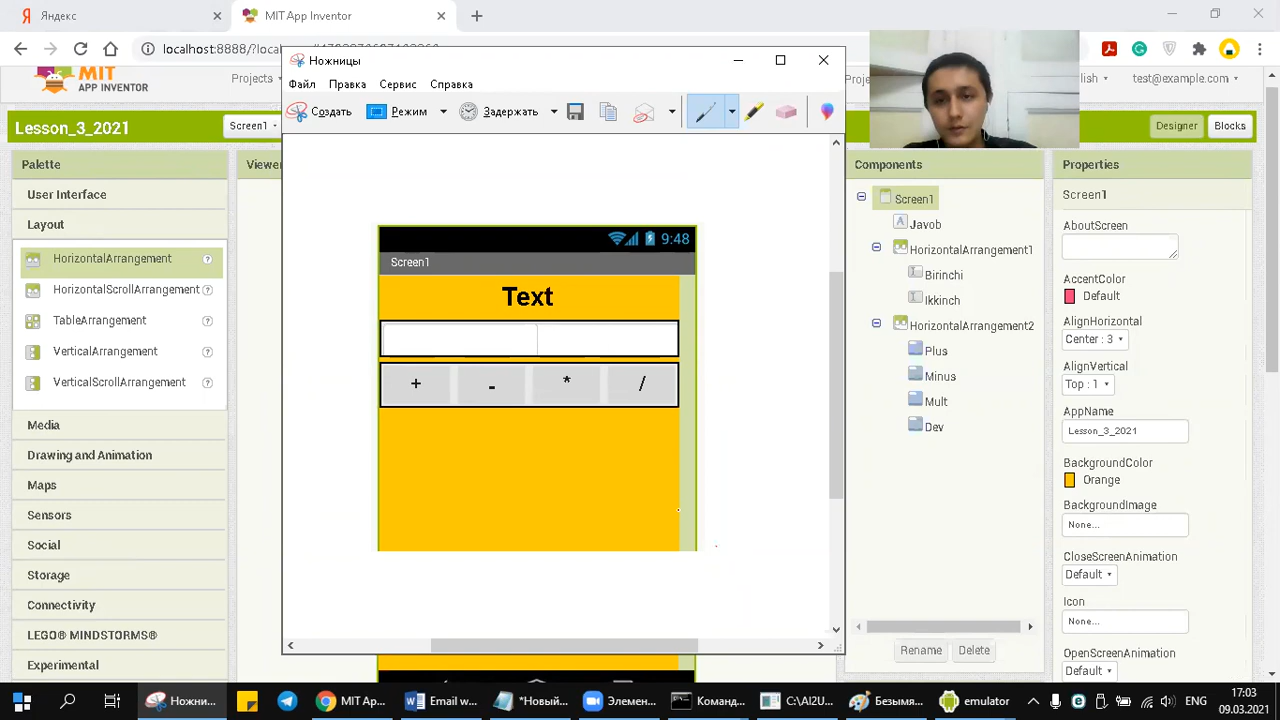 Яндекс
MIT App Inventor
localhost:8888/?loca
Ножницы
Файл Правка Сервис Справка
Создать Режим Задержать
MIT
APP INVENTOR
Projects
test@example.com
Lesson_3_2021
Screen1
Designer
Blocks
Palette
User Interface
Layout
HorizontalArrangement
HorizontalScrollArrangement
TableArrangement
VerticalArrangement
VerticalScrollArrangement
Media
Drawing and Animation
Maps
Sensors
Social
Storage
Connectivity
LEGO® MINDSTORMS®
Experimental
9:48
Screen1
Text
+ - * /
Components
Screen1
Javob
HorizontalArrangement1
Birinchi
Ikkinch
HorizontalArrangement2
Plus
Minus
Mult
Dev
Rename
Delete
Properties
Screen1
AboutScreen
AccentColor
Default
AlignHorizontal
Center : 3
AlignVertical
Top : 1
AppName
Lesson_3_2021
BackgroundColor
Orange
BackgroundImage
None...
CloseScreenAnimation
Default
Icon
None...
OpenScreenAnimation
Default
Ножни...
MIT Ap...
Email w...
*Новый...
Элемен...
Коман...
C:\AI2U...
Безымя...
emulator
ENG
17:03
09.03.2021